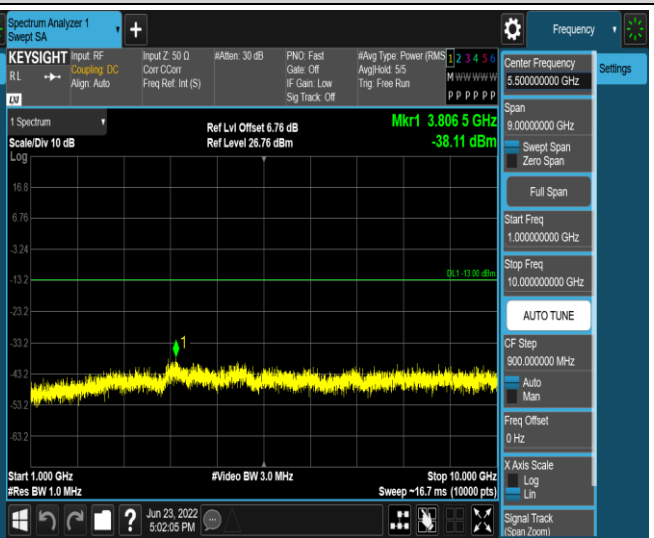 Spectrum Analyzer 1
Swept SA
Frequency
KEYSIGHT
Input: RF
Input Z: 50 Ω
#Atten: 30 dB
PNO: Fast
#Avg Type: Power (RMS
1 2 3 4 5 6
RL
Coupling: DC
Corr CCorr
Gate: Off
Avg|Hold: 5/5
M W W W W W
Align: Auto
Freq Ref: Int (S)
IF Gain: Low
Trig: Free Run
Sig Track: Off
P P P P P P
LXI
1 Spectrum
Ref Lvl Offset 6.76 dB
Mkr1 3.806 5 GHz
Scale/Div 10 dB
Ref Level 26.76 dBm
-38.11 dBm
Log
16.8
6.76
-3.24
DL1 -13.00 dBm
-13.2
-23.2
-33.2
1
-43.2
-53.2
-63.2
Start 1.000 GHz
#Video BW 3.0 MHz
Stop 10.000 GHz
#Res BW 1.0 MHz
Sweep ~16.7 ms (10000 pts)
Jun 23, 2022
5:02:05 PM
Center Frequency
5.500000000 GHz
Settings
Span
9.00000000 GHz
Swept Span
Zero Span
Full Span
Start Freq
1.000000000 GHz
Stop Freq
10.000000000 GHz
AUTO TUNE
CF Step
900.000000 MHz
Auto
Man
Freq Offset
0 Hz
X Axis Scale
Log
Lin
Signal Track
(Span Zoom)